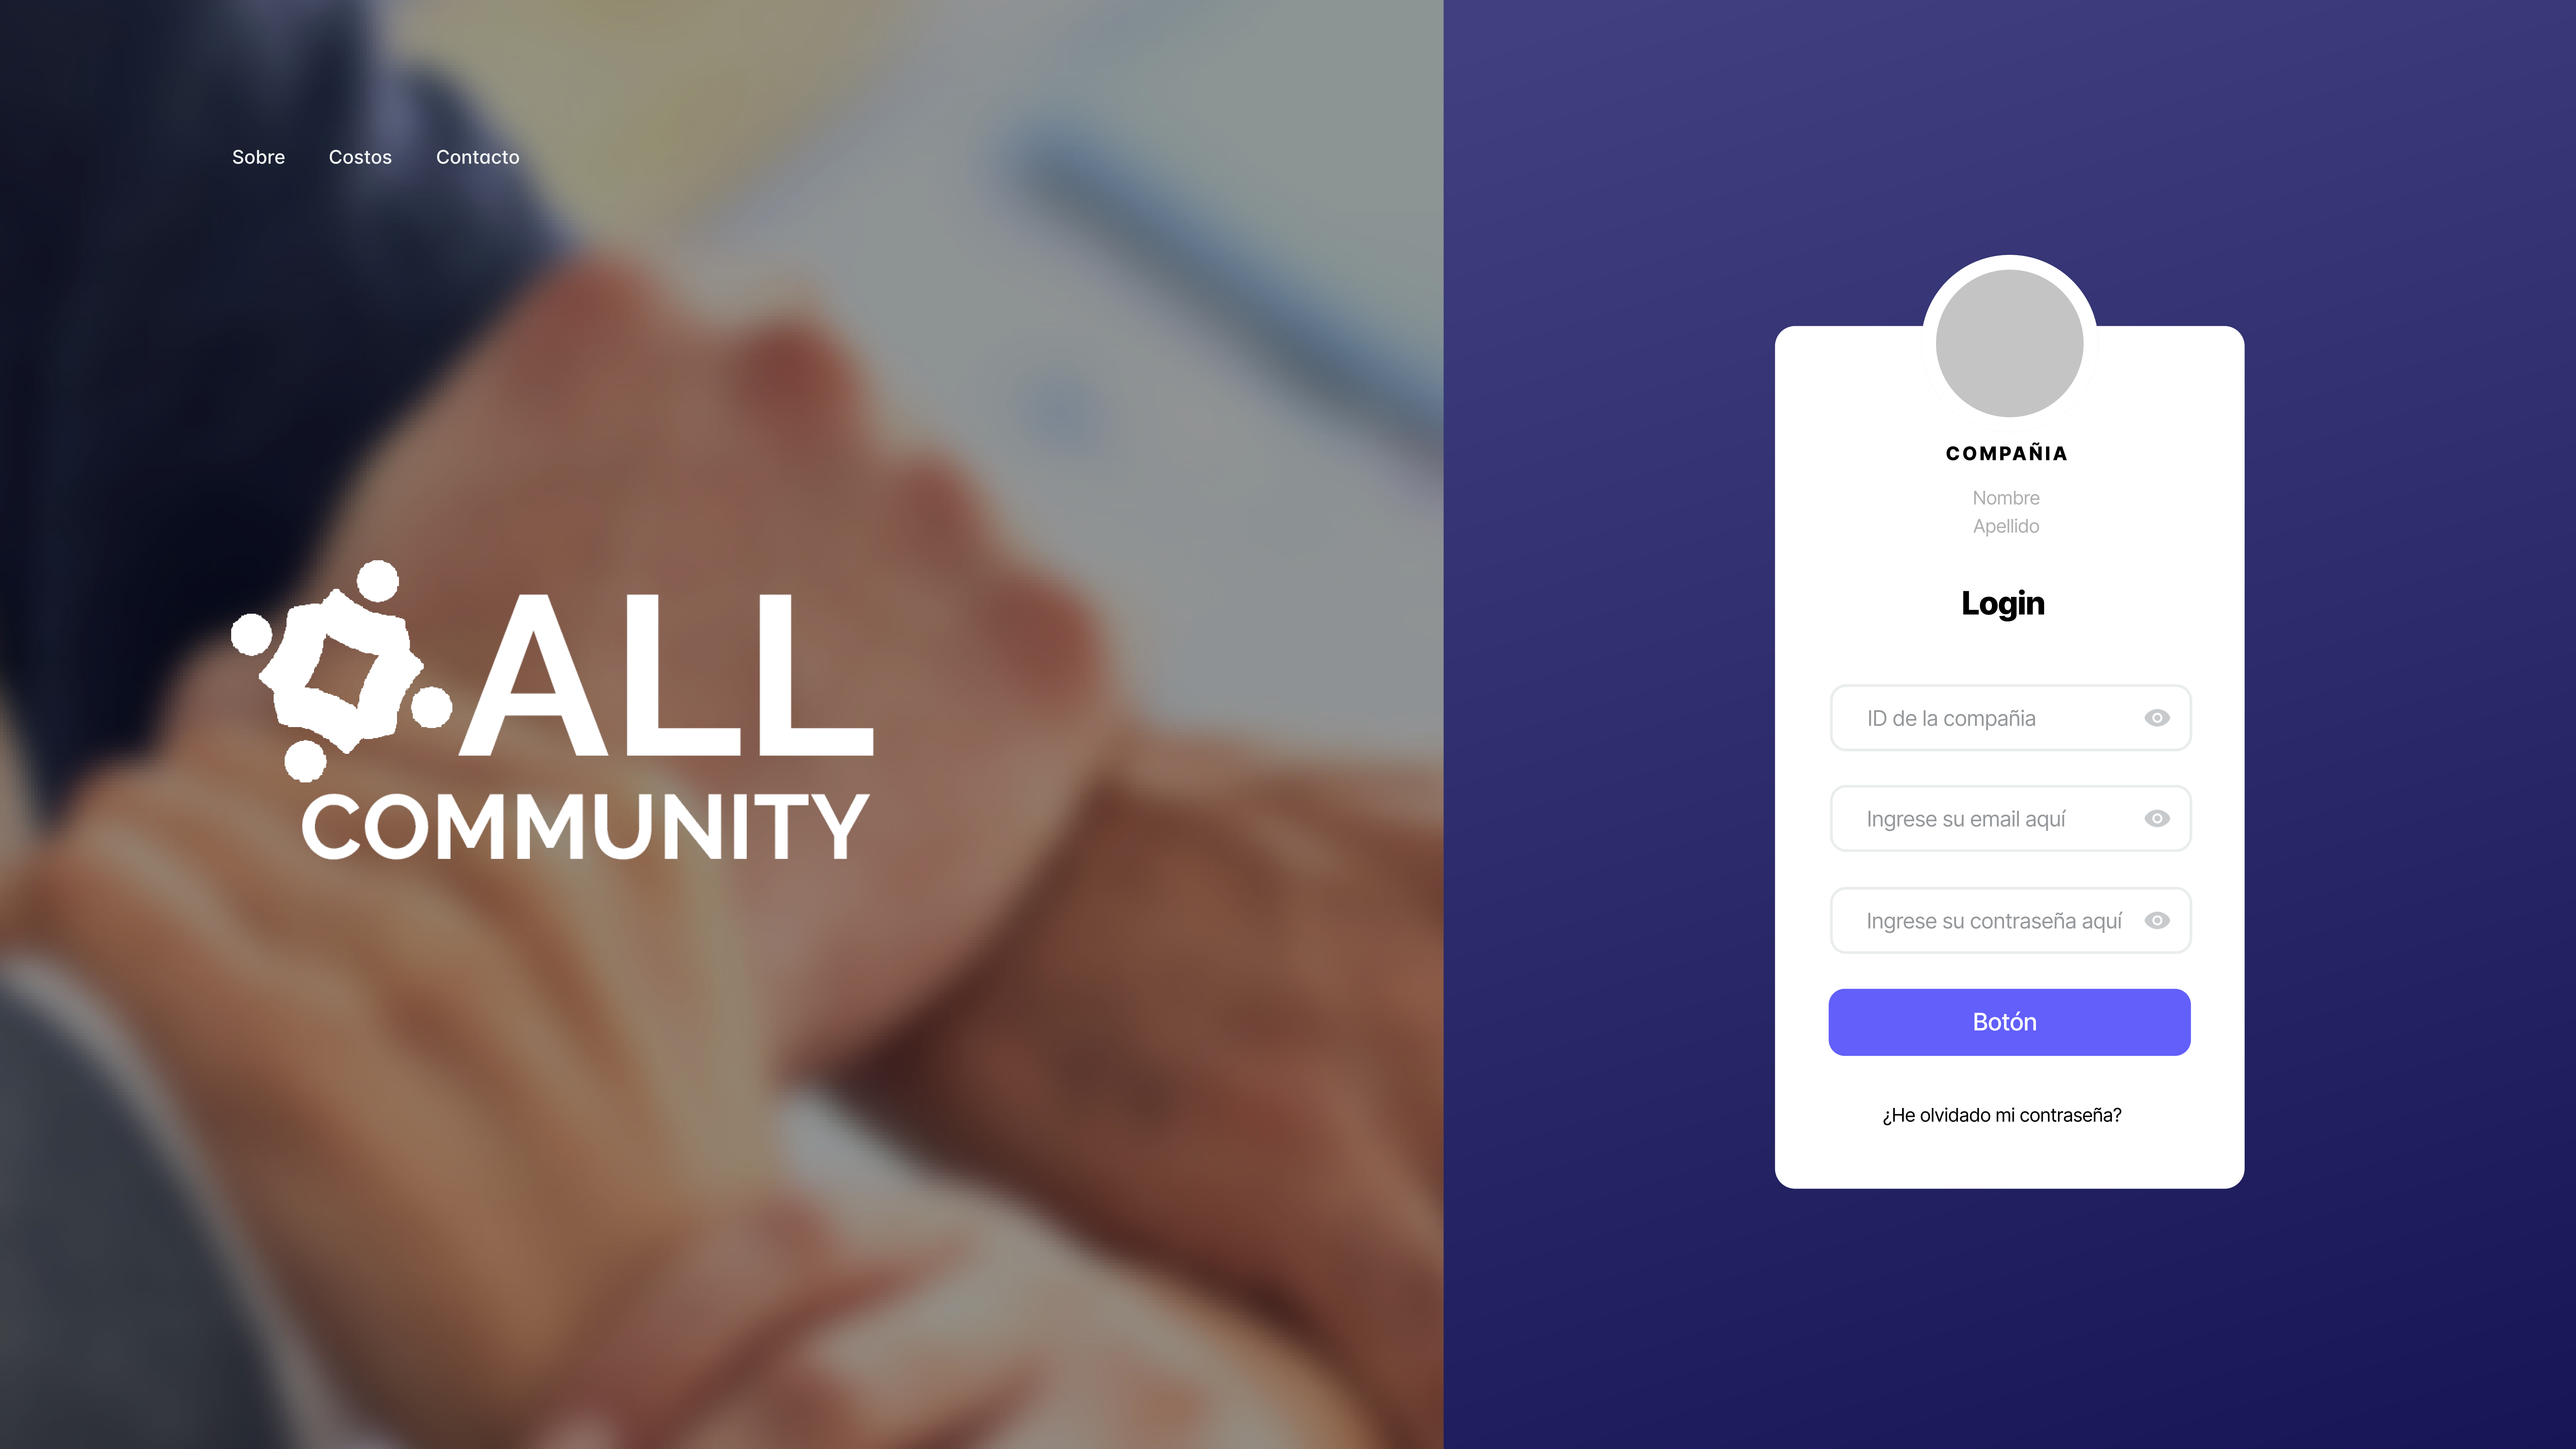 Sobre Costos Contacto
ALL
COMMUNITY
COMPAÑIA
Nombre
Apellido
Login
ID de la compañia
Ingrese su email aquí
Ingrese su contraseña aquí
Botón
¿He olvidado mi contraseña?